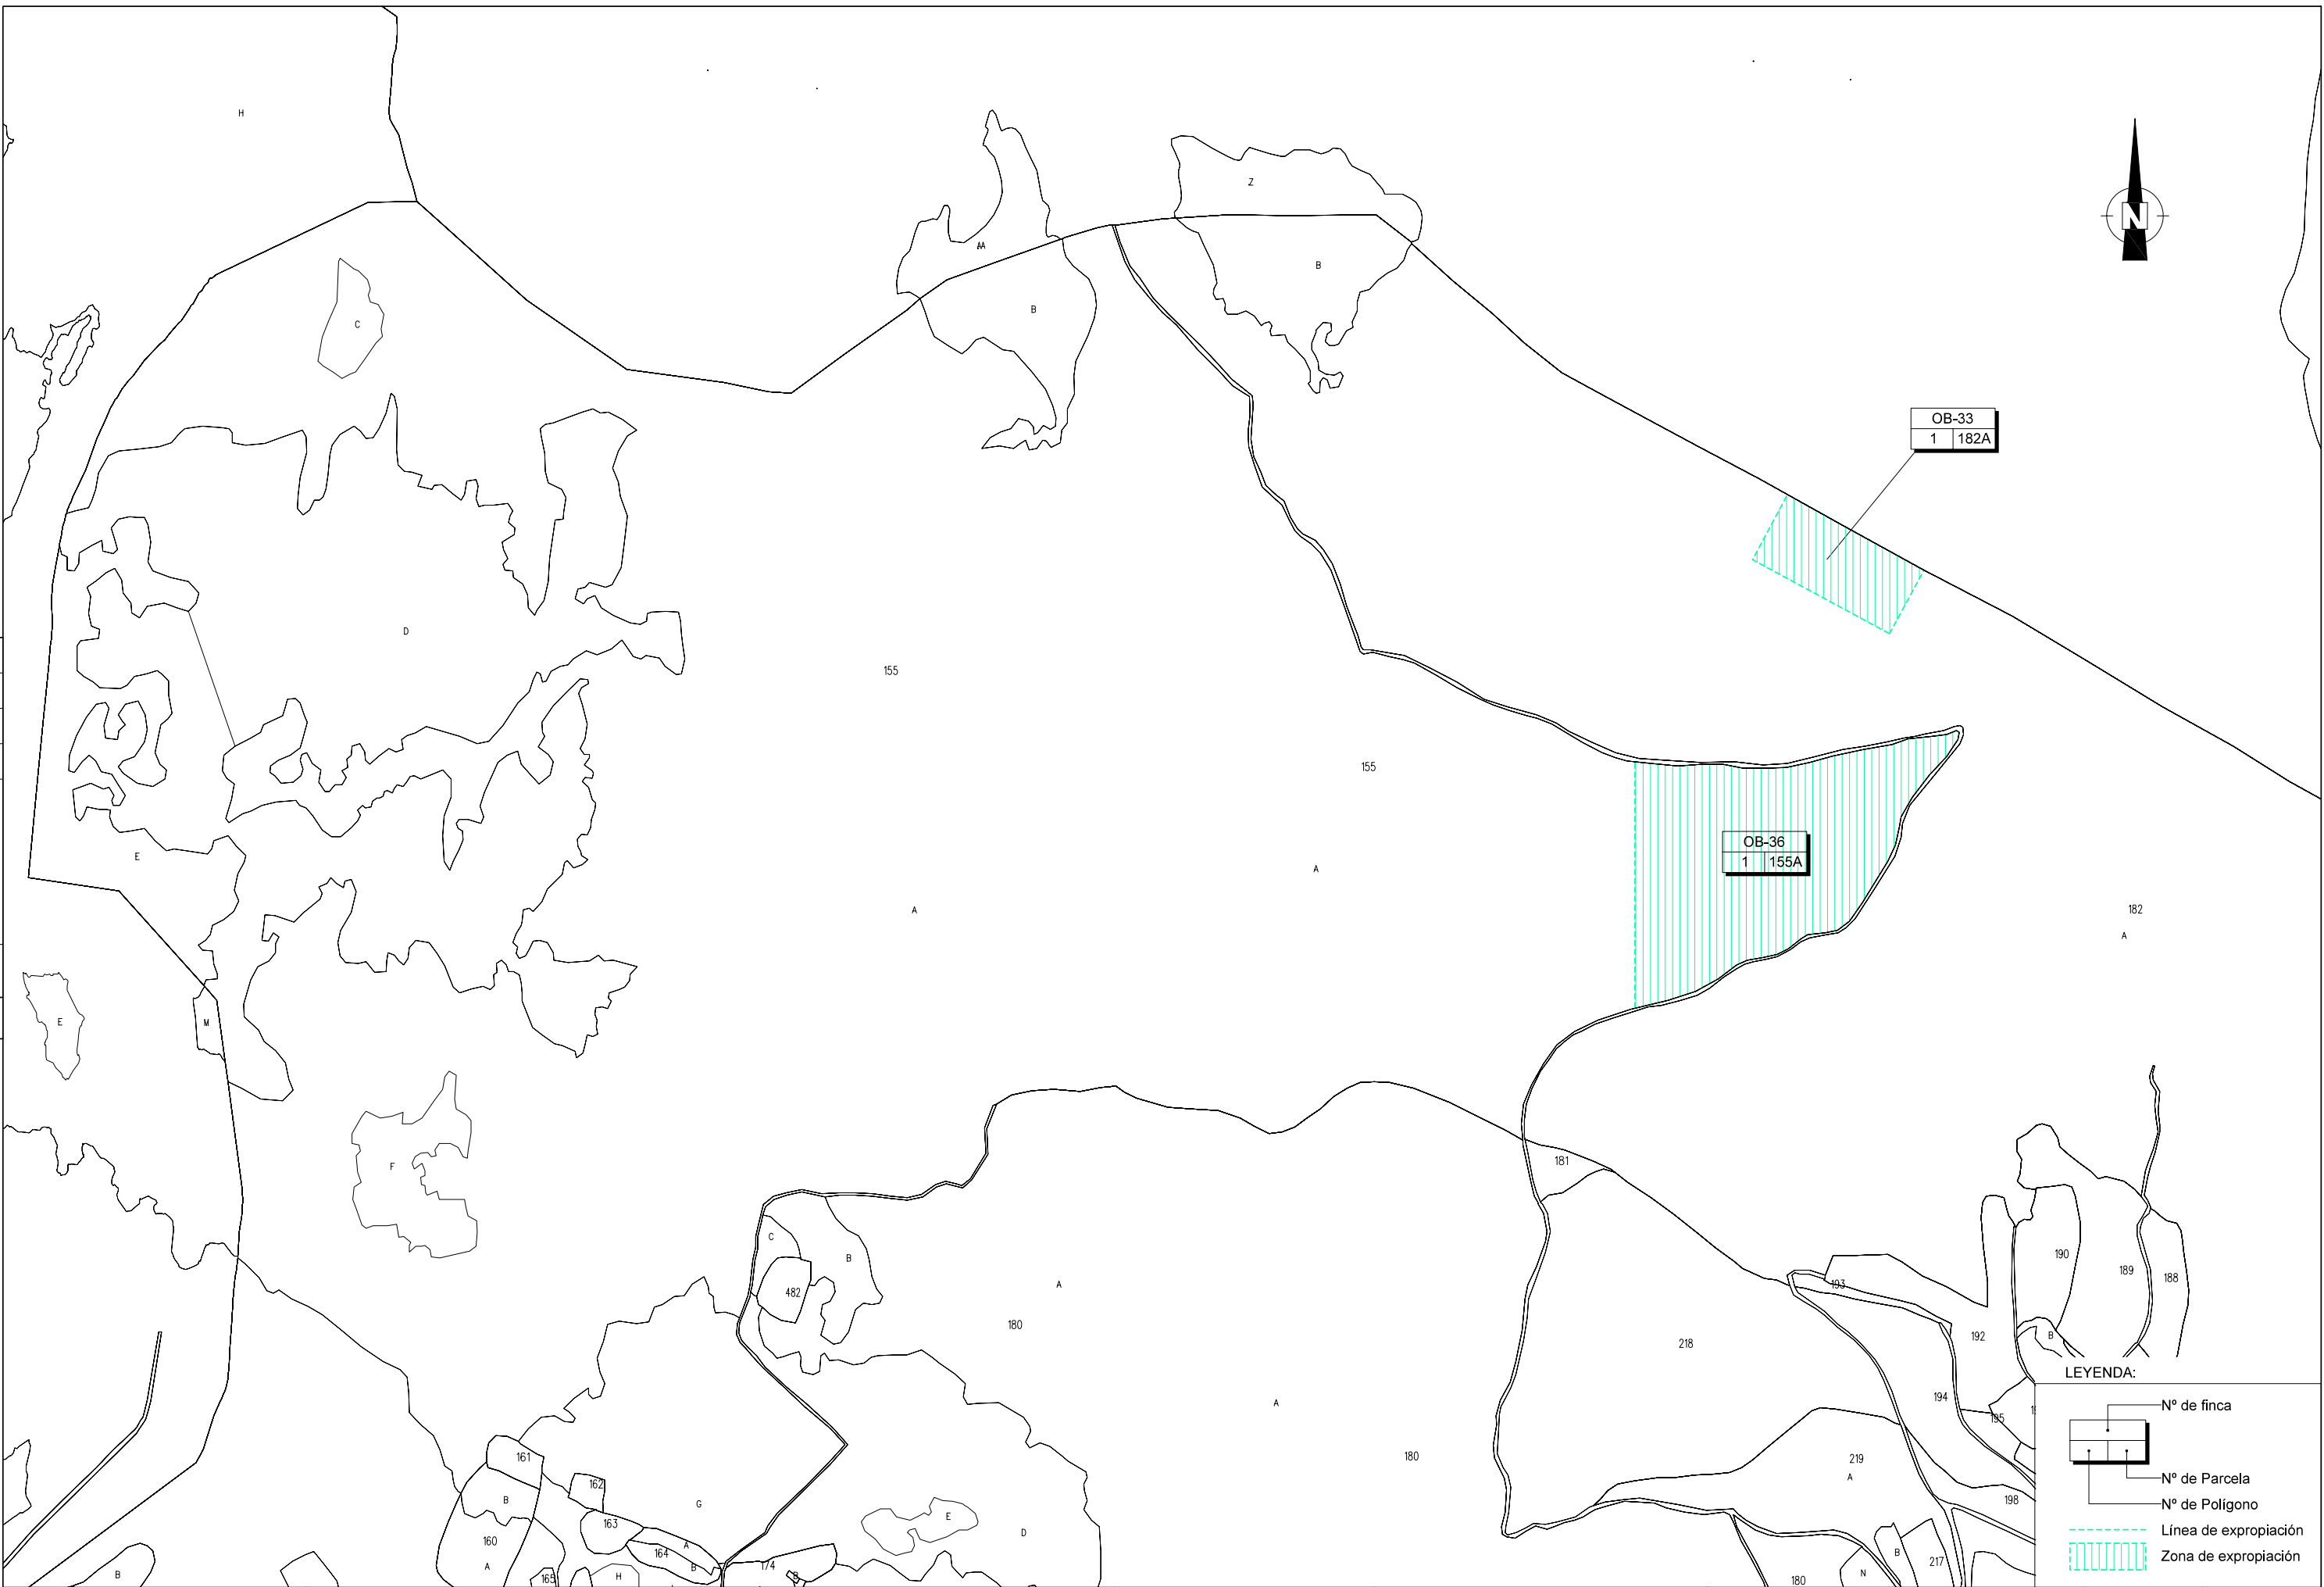 H
Z
N
AA
B
B
C
OB-33
1 182A
D
155
155
OB-36
1 155A
E
A
A
182
A
E
M
181
F
C
B
190
189
188
482
A
193
180
192
B
218
LEYENDA:
194
A
195
Nº de finca
161
180
219
A
162
Nº de Parcela
B
G
198
Nº de Polígono
163
E
D
Línea de expropiación
160
A
164
A
B
174
B
B
217
Zona de expropiación
B
165
H
180
N